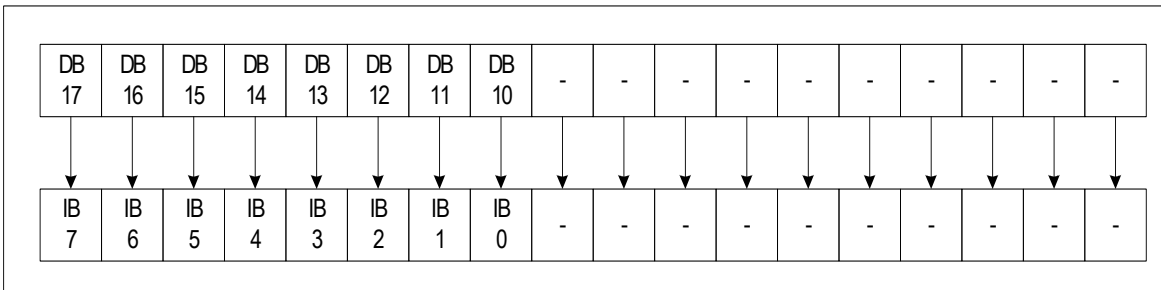 DB DB DB DB DB DB DB DB - - - - - - - - - -
17 16 15 14 13 12 11 10
IB IB IB IB IB IB IB IB - - - - - - - - - -
7 6 5 4 3 2 1 0